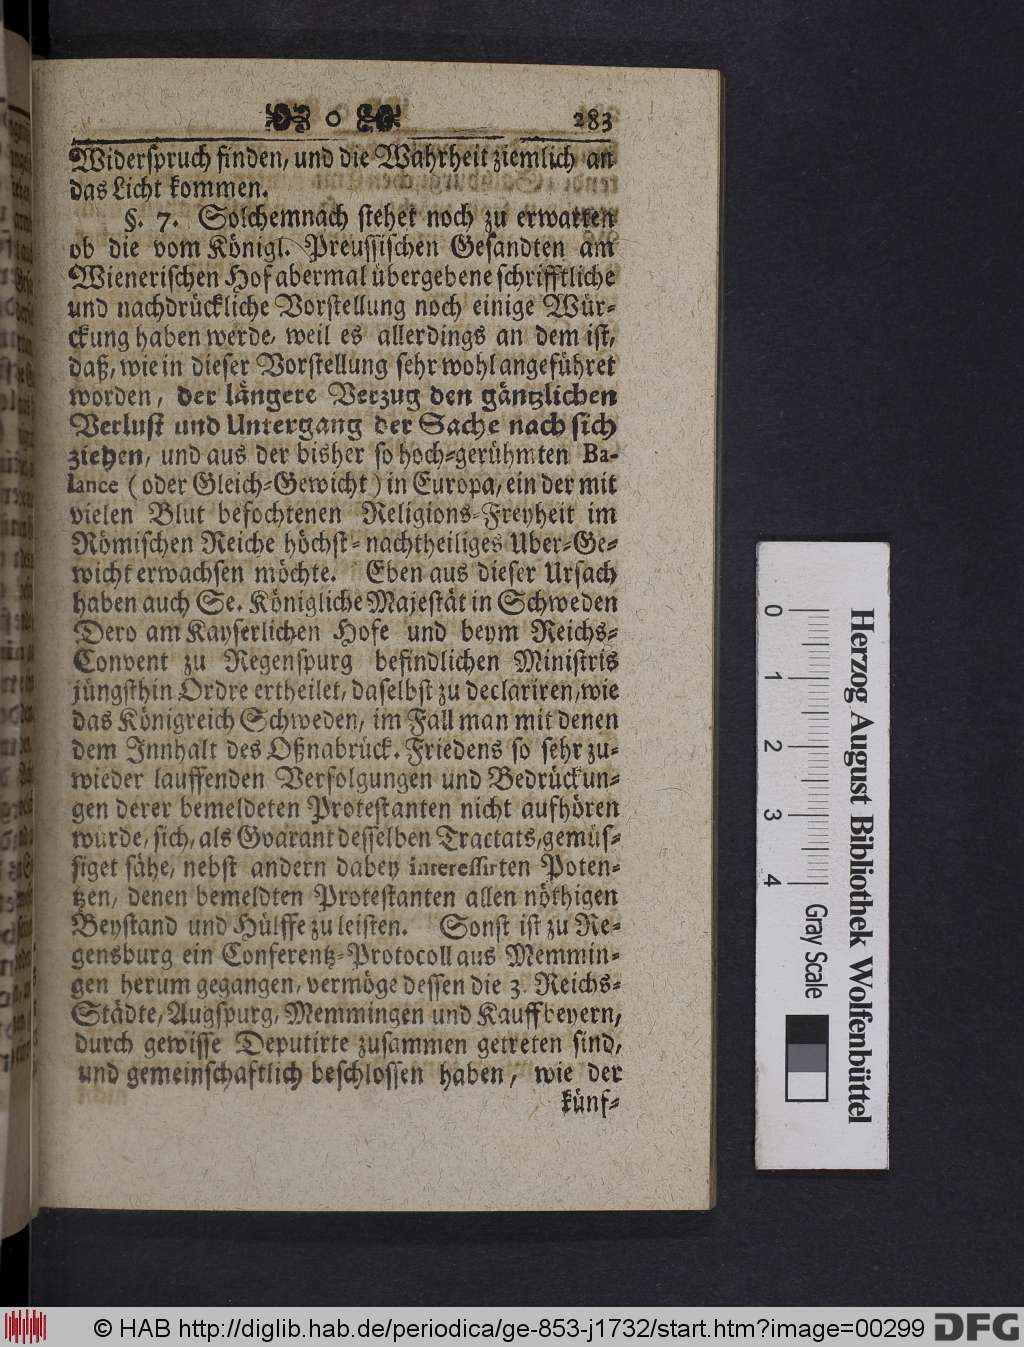 o 283
Widerspruch finden, und die Wahrheit ziemlich an
das Licht kommen.
§. 7. Solchemnach stehet noch zu erwarten
ob die vom Königl. Preussischen Gesandten am
Wienerischen Hof abermal übergebene schrifftliche
und nachdrückliche Vorstellung noch einige Wür-
ckung haben werde, weil es allerdings an dem ist,
daß, wie in dieser Vorstellung sehr wohl angeführet
worden, der längere Verzug den gäntzlichen
Verlust und Untergang der Sache nach sich
ziehen, und aus der bisher so hoch-gerühmten Ba-
lance (oder Gleich-Gewicht) in Europa, ein der mit
vielen Blut befochtenen Religions-Freyheit im
Römischen Reiche höchst-nachtheiliges Uber-Ge-
wicht erwachsen möchte. Eben aus dieser Ursach
haben auch Se. Königliche Majestät in Schweden
Dero am Kayserlichen Hofe und beym Reichs-
Convent zu Regenspurg befindlichen Ministris
jüngsthin Ordre ertheilet, daselbst zu declariren, wie
das Königreich Schweden, im Fall man mit denen
dem Innhalt des Oßnabrück. Friedens so sehr zu-
wieder lauffenden Verfolgungen und Bedrückun-
gen derer bemeldeten Protestanten nicht aufhören
würde, sich, als Gvarant desselben Tractats, gemüs-
siget sähe, nebst andern dabey interessirten Poten-
tzen, denen bemeldten Protestanten allen nöthigen
Beystand und Hülffe zu leisten. Sonst ist zu Re-
gensburg ein Conferentz-Protocoll aus Memmin-
gen herum gegangen, vermöge dessen die 3. Reichs-
Städte, Augspurg, Memmingen und Kauffbeyern,
durch gewisse Deputirte zusammen getreten sind,
und gemeinschaftlich beschlossen haben, wie der
künf-
0 1 2 3 4
Gray Scale
Herzog August Bibliothek Wolfenbüttel
© HAB http://diglib.hab.de/periodica/ge-853-j1732/start.htm?image=00299 DFG